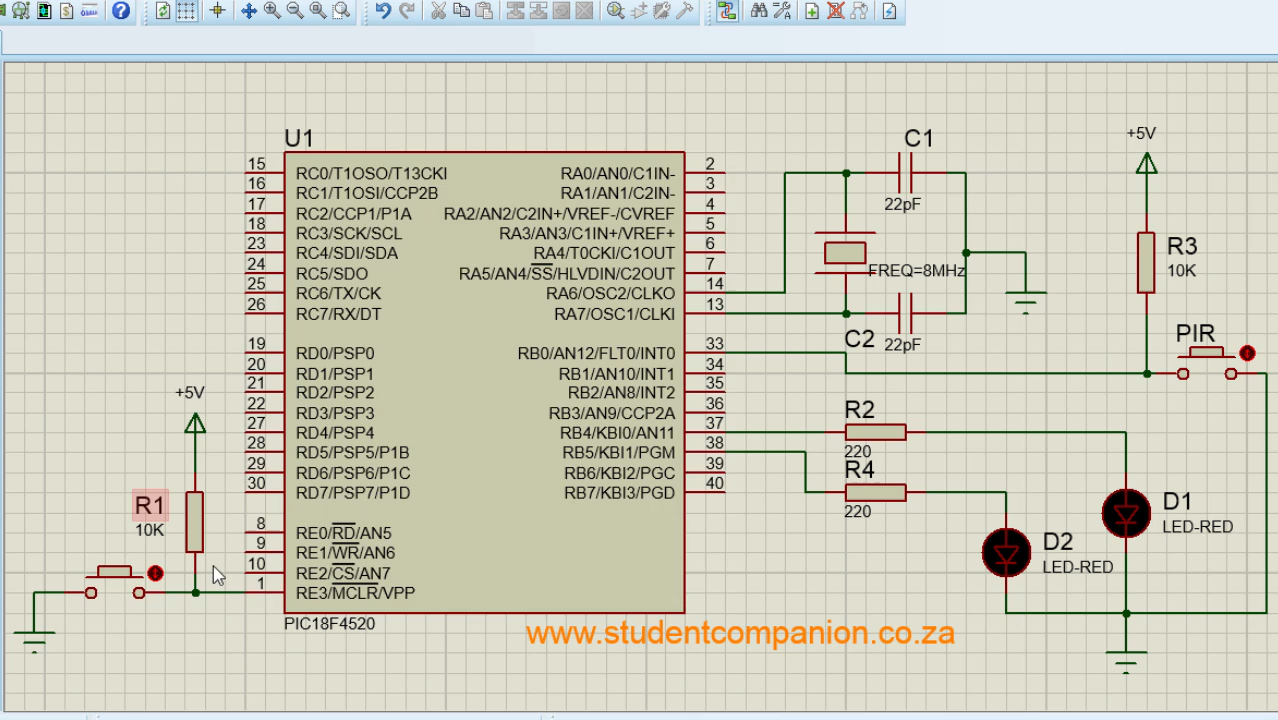 U1
15 RC0/T1OSO/T13CKI
16 RC1/T1OSI/CCP2B
17 RC2/CCP1/P1A
18 RC3/SCK/SCL
23 RC4/SDI/SDA
24 RC5/SDO
25 RC6/TX/CK
26 RC7/RX/DT
19 RD0/PSP0
20 RD1/PSP1
21 RD2/PSP2
22 RD3/PSP3
27 RD4/PSP4
28 RD5/PSP5/P1B
29 RD6/PSP6/P1C
30 RD7/PSP7/P1D
8 RE0/RD/AN5
9 RE1/WR/AN6
10 RE2/CS/AN7
1 RE3/MCLR/VPP
RA0/AN0/C1IN- 2
RA1/AN1/C2IN- 3
RA2/AN2/C2IN+/VREF-/CVREF 4
RA3/AN3/C1IN+/VREF+ 5
RA4/T0CKI/C1OUT 6
RA5/AN4/SS/HLVDIN/C2OUT 7
RA6/OSC2/CLKO 14
RA7/OSC1/CLKI 13
RB0/AN12/FLT0/INT0 33
RB1/AN10/INT1 34
RB2/AN8/INT2 35
RB3/AN9/CCP2A 36
RB4/KBI0/AN11 37
RB5/KBI1/PGM 38
RB6/KBI2/PGC 39
RB7/KBI3/PGD 40
PIC18F4520
+5V
R1
10K
C1
22pF
FREQ=8MHz
C2
22pF
+5V
R3
10K
PIR
R2
220
R4
220
D1
LED-RED
D2
LED-RED
www.studentcompanion.co.za